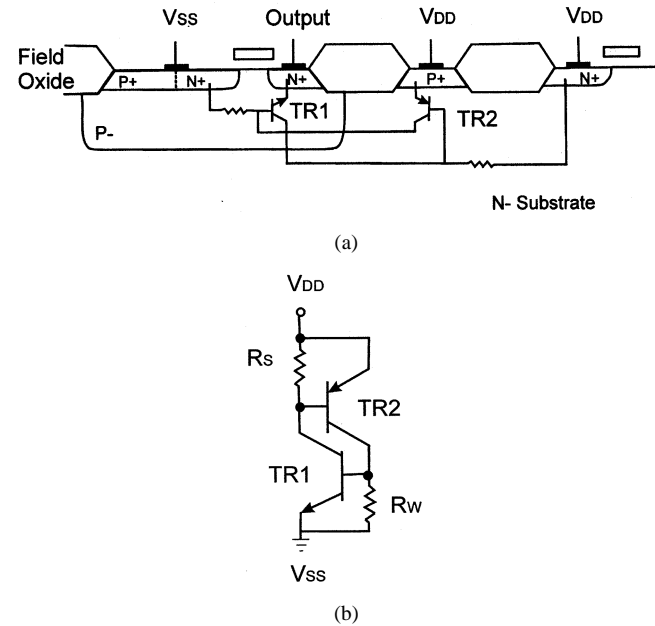 VSS Output VDD VDD
Field
Oxide
P+ N+ N+ P+ N+
TR1 TR2
P-
N- Substrate
(a)
VDD
RS
TR2
TR1
RW
VSS
(b)